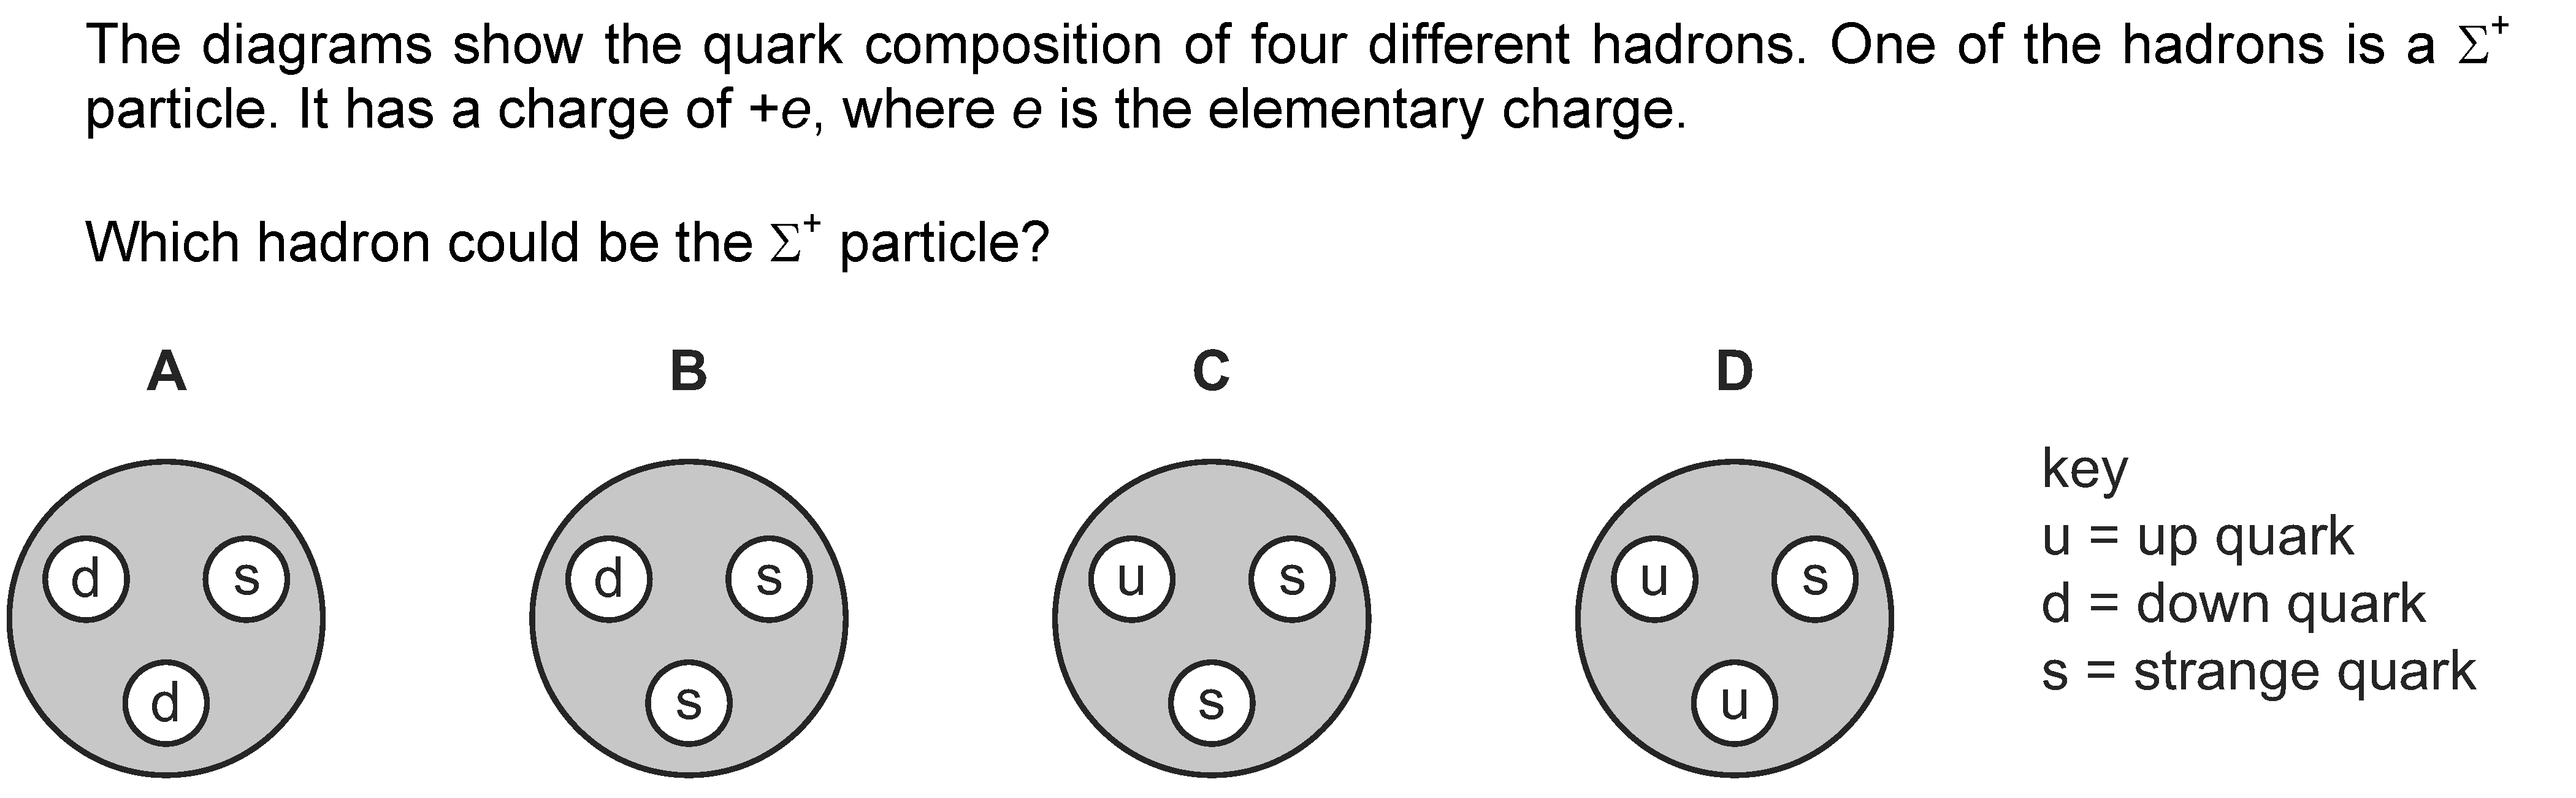 The diagrams show the quark composition of four different hadrons. One of the hadrons is a Σ⁺
particle. It has a charge of +e, where e is the elementary charge.
Which hadron could be the Σ⁺ particle?
A B C D
d s d s u s u s
d s s u
key
u = up quark
d = down quark
s = strange quark